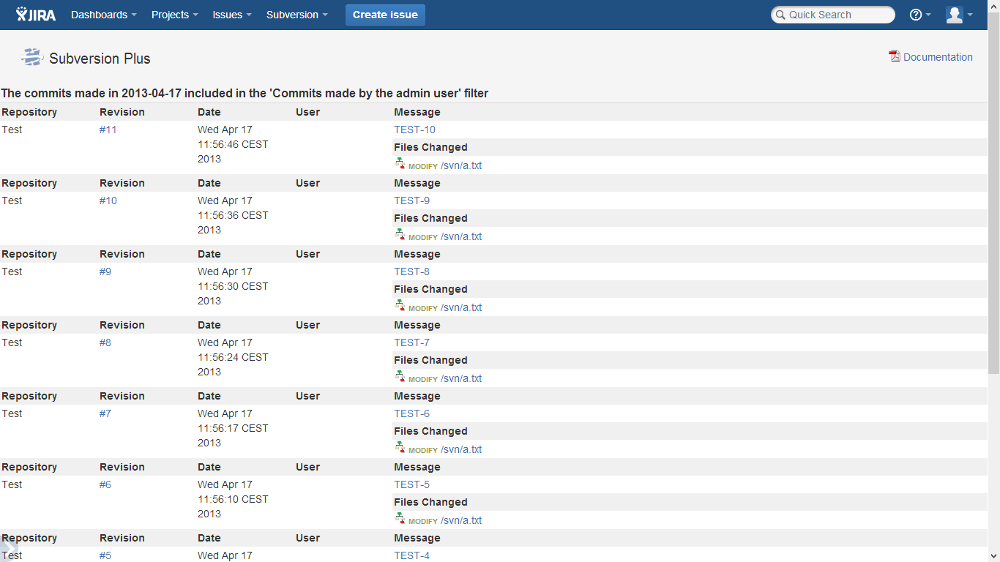 JIRA Dashboards Projects Issues Subversion Create issue Quick Search
Subversion Plus
Documentation
The commits made in 2013-04-17 included in the 'Commits made by the admin user' filter
Repository Revision Date User Message
Test #11 Wed Apr 17 TEST-10
11:56:46 CEST Files Changed
2013 MODIFY /svn/a.txt
Repository Revision Date User Message
Test #10 Wed Apr 17 TEST-9
11:56:36 CEST Files Changed
2013 MODIFY /svn/a.txt
Repository Revision Date User Message
Test #9 Wed Apr 17 TEST-8
11:56:30 CEST Files Changed
2013 MODIFY /svn/a.txt
Repository Revision Date User Message
Test #8 Wed Apr 17 TEST-7
11:56:24 CEST Files Changed
2013 MODIFY /svn/a.txt
Repository Revision Date User Message
Test #7 Wed Apr 17 TEST-6
11:56:17 CEST Files Changed
2013 MODIFY /svn/a.txt
Repository Revision Date User Message
Test #6 Wed Apr 17 TEST-5
11:56:10 CEST Files Changed
2013 MODIFY /svn/a.txt
Repository Revision Date User Message
Test #5 Wed Apr 17 TEST-4